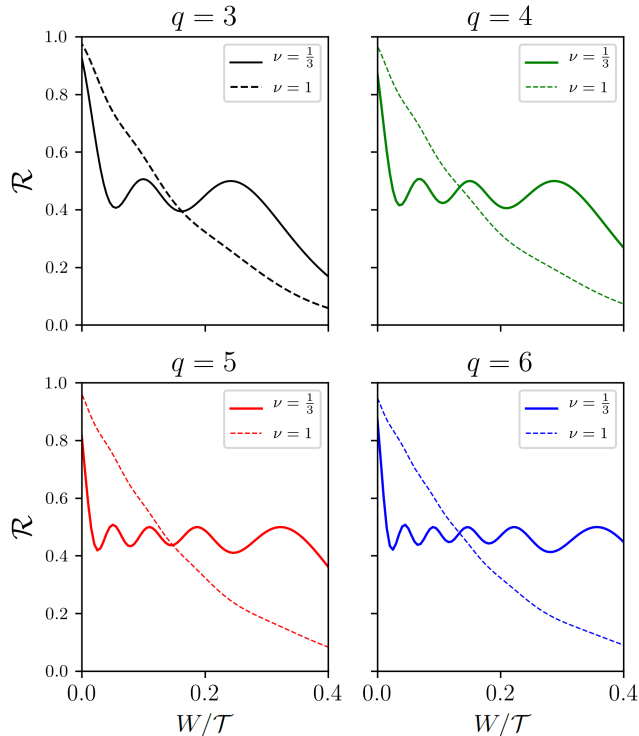 q = 3
q = 4
1.0
0.8
0.6
0.4
0.2
0.0
ℛ
ν = 1/3
ν = 1
ν = 1/3
ν = 1
q = 5
q = 6
1.0
0.8
0.6
0.4
0.2
0.0
ℛ
ν = 1/3
ν = 1
ν = 1/3
ν = 1
0.0 0.2 0.4
0.0 0.2 0.4
W/𝒯
W/𝒯